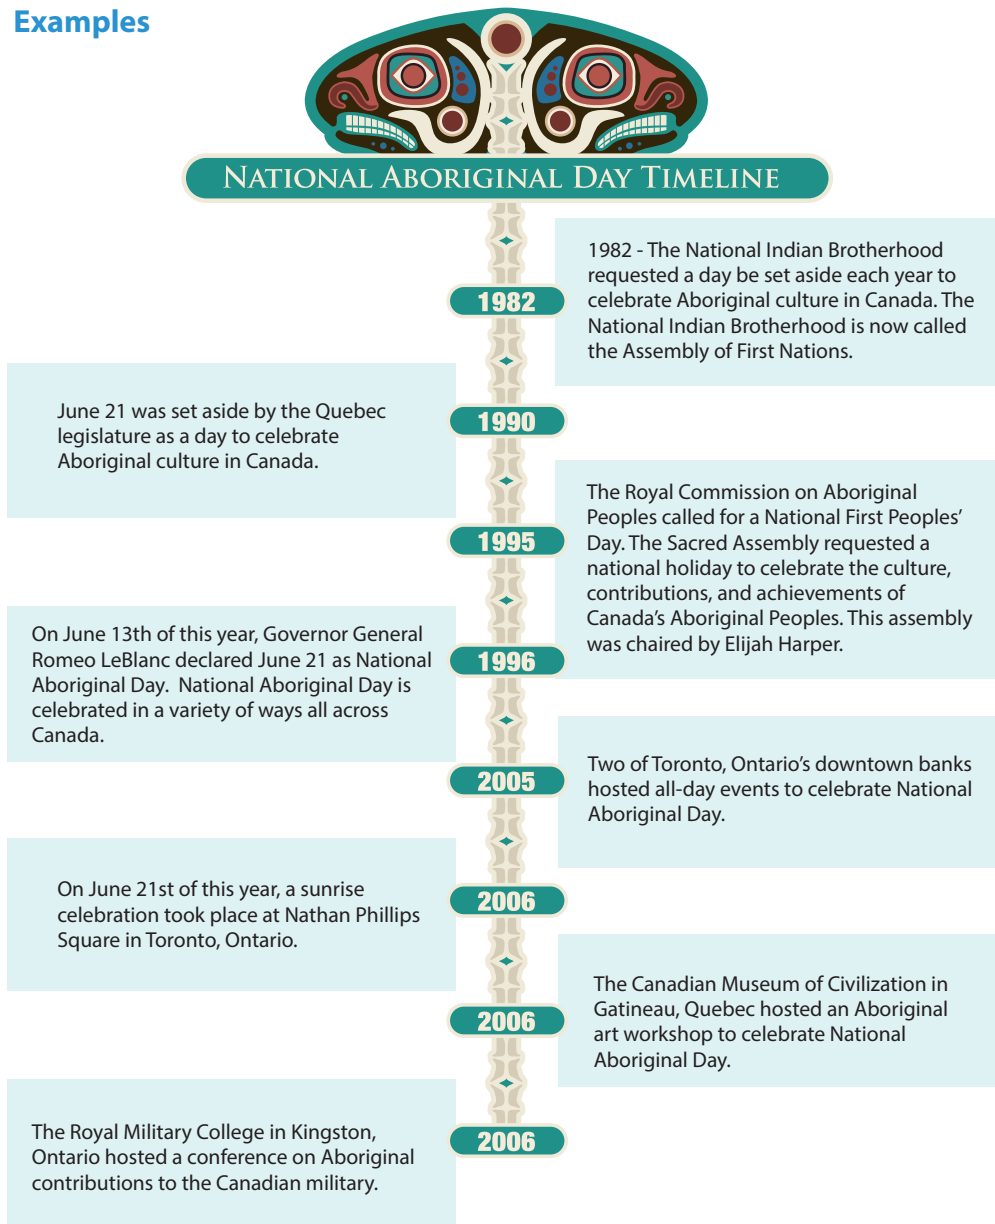 Examples
NATIONAL ABORIGINAL DAY TIMELINE
1982
1982 - The National Indian Brotherhood
requested a day be set aside each year to
celebrate Aboriginal culture in Canada. The
National Indian Brotherhood is now called
the Assembly of First Nations.
1990
June 21 was set aside by the Quebec
legislature as a day to celebrate
Aboriginal culture in Canada.
1995
The Royal Commission on Aboriginal
Peoples called for a National First Peoples’
Day. The Sacred Assembly requested a
national holiday to celebrate the culture,
contributions, and achievements of
Canada’s Aboriginal Peoples. This assembly
was chaired by Elijah Harper.
1996
On June 13th of this year, Governor General
Romeo LeBlanc declared June 21 as National
Aboriginal Day.  National Aboriginal Day is
celebrated in a variety of ways all across
Canada.
2005
Two of Toronto, Ontario’s downtown banks
hosted all-day events to celebrate National
Aboriginal Day.
2006
On June 21st of this year, a sunrise
celebration took place at Nathan Phillips
Square in Toronto, Ontario.
2006
The Canadian Museum of Civilization in
Gatineau, Quebec hosted an Aboriginal
art workshop to celebrate National
Aboriginal Day.
2006
The Royal Military College in Kingston,
Ontario hosted a conference on Aboriginal
contributions to the Canadian military.